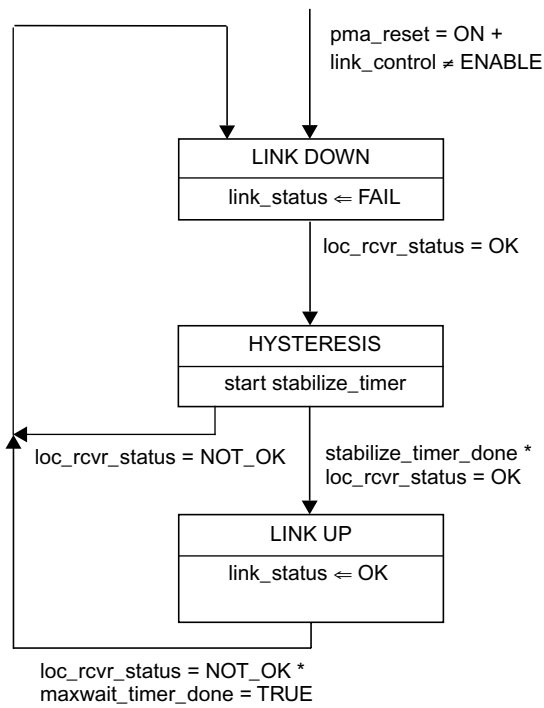 pma_reset = ON +
link_control ≠ ENABLE
LINK DOWN
link_status ⇐ FAIL
loc_rcvr_status = OK
HYSTERESIS
start stabilize_timer
loc_rcvr_status = NOT_OK
stabilize_timer_done *
loc_rcvr_status = OK
LINK UP
link_status ⇐ OK
loc_rcvr_status = NOT_OK *
maxwait_timer_done = TRUE